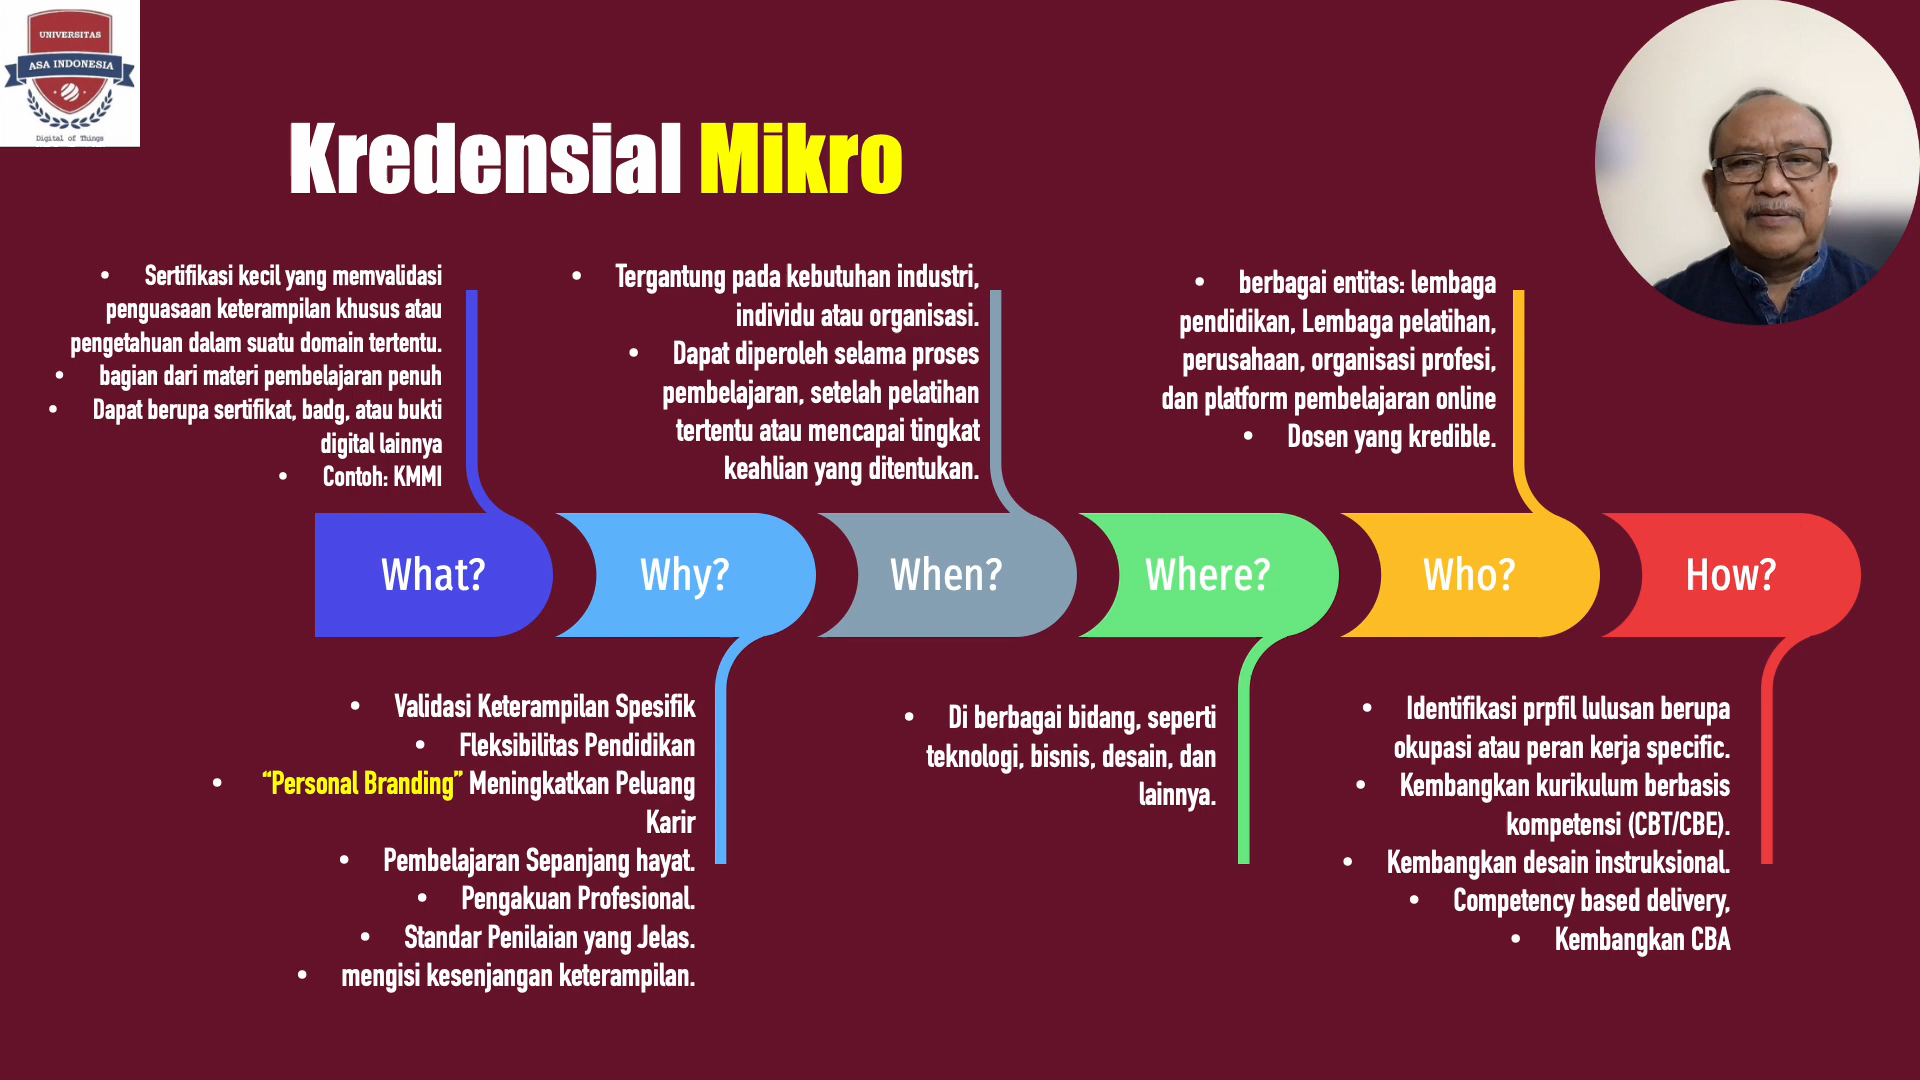 UNIVERSITAS
ASA INDONESIA
Digital of Things
Kredensial Mikro
• Sertifikasi kecil yang memvalidasi
penguasaan keterampilan khusus atau
pengetahuan dalam suatu domain tertentu.
• bagian dari materi pembelajaran penuh
• Dapat berupa sertifikat, badg, atau bukti
digital lainnya
• Contoh: KMMI
• Tergantung pada kebutuhan industri,
individu atau organisasi.
• Dapat diperoleh selama proses
pembelajaran, setelah pelatihan
tertentu atau mencapai tingkat
keahlian yang ditentukan.
• berbagai entitas: lembaga
pendidikan, Lembaga pelatihan,
perusahaan, organisasi profesi,
dan platform pembelajaran online
• Dosen yang kredible.
What?
Why?
When?
Where?
Who?
How?
• Validasi Keterampilan Spesifik
• Fleksibilitas Pendidikan
• “Personal Branding” Meningkatkan Peluang
Karir
• Pembelajaran Sepanjang hayat.
• Pengakuan Profesional.
• Standar Penilaian yang Jelas.
• mengisi kesenjangan keterampilan.
• Di berbagai bidang, seperti
teknologi, bisnis, desain, dan
lainnya.
• Identifikasi prpfil lulusan berupa
okupasi atau peran kerja specific.
• Kembangkan kurikulum berbasis
kompetensi (CBT/CBE).
• Kembangkan desain instruksional.
• Competency based delivery,
• Kembangkan CBA